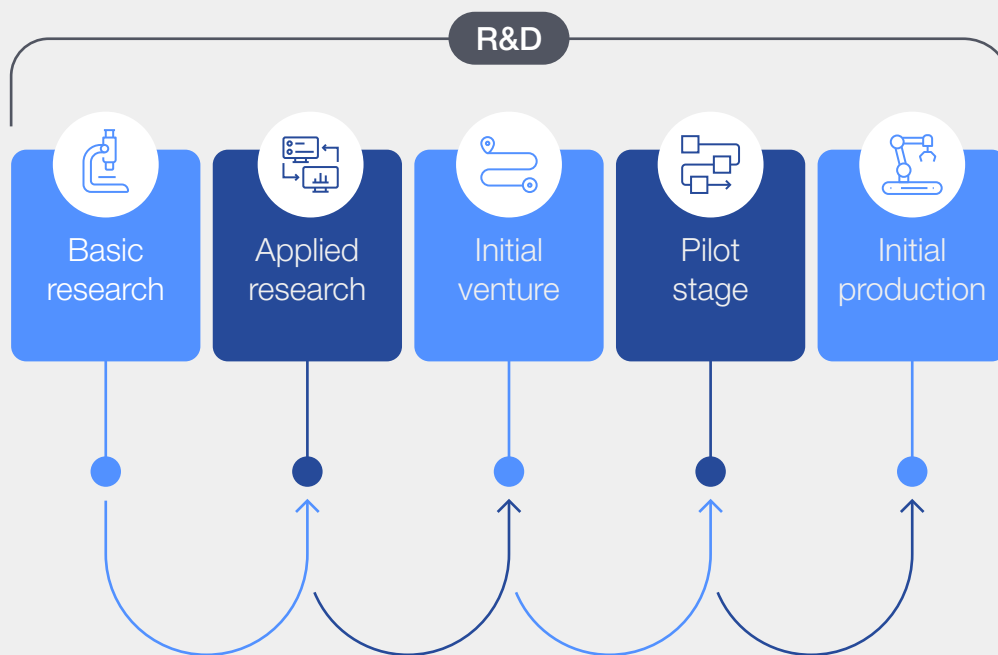 R&D
Basic
research
Applied
research
Initial
venture
Pilot
stage
Initial
production